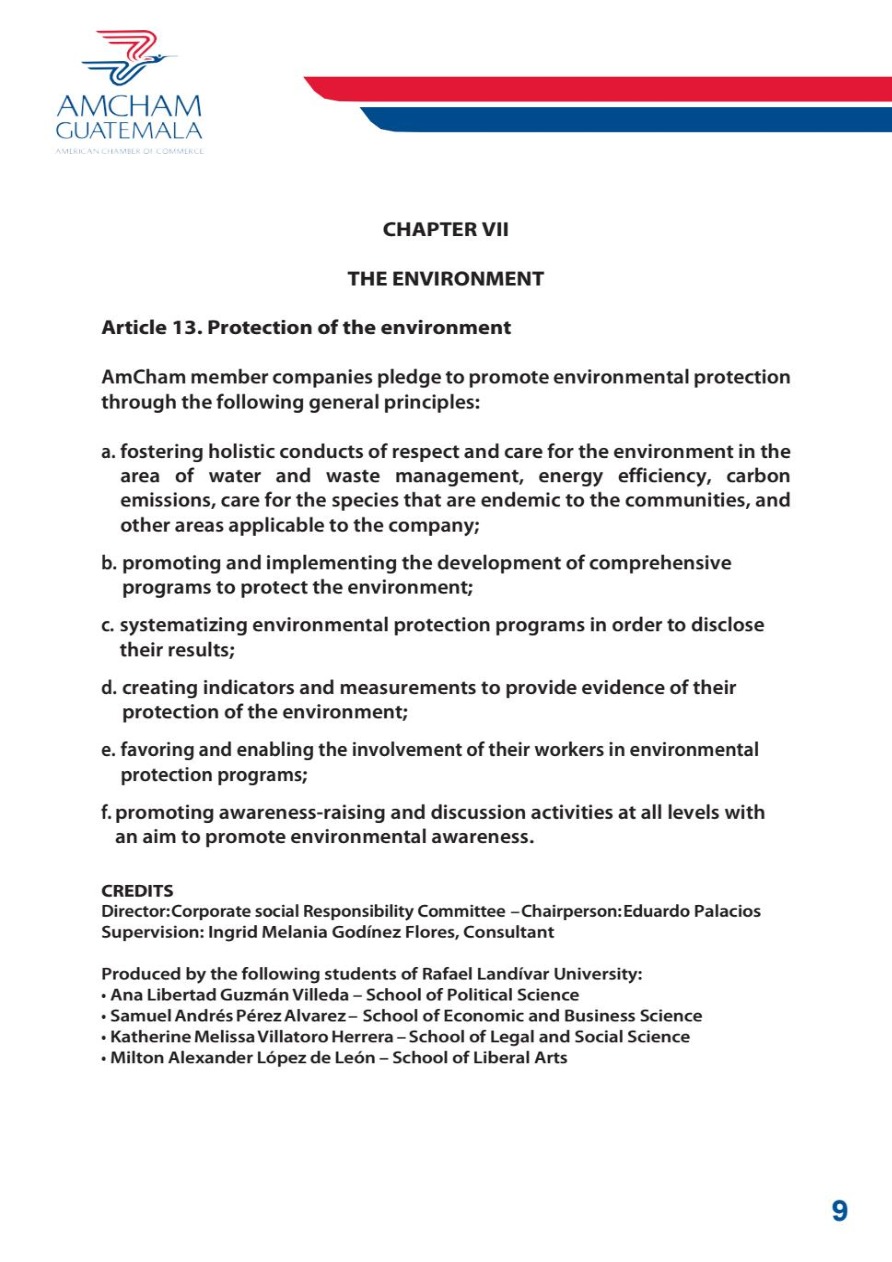 AMCHAM
GUATEMALA
AMERICAN CHAMBER OF COMMERCE
CHAPTER VII
THE ENVIRONMENT
Article 13. Protection of the environment
AmCham member companies pledge to promote environmental protection
through the following general principles:
a. fostering holistic conducts of respect and care for the environment in the
area of water and waste management, energy efficiency, carbon
emissions, care for the species that are endemic to the communities, and
other areas applicable to the company;
b. promoting and implementing the development of comprehensive
programs to protect the environment;
c. systematizing environmental protection programs in order to disclose
their results;
d. creating indicators and measurements to provide evidence of their
protection of the environment;
e. favoring and enabling the involvement of their workers in environmental
protection programs;
f. promoting awareness-raising and discussion activities at all levels with
an aim to promote environmental awareness.
CREDITS
Director: Corporate social Responsibility Committee – Chairperson: Eduardo Palacios
Supervision: Ingrid Melania Godínez Flores, Consultant
Produced by the following students of Rafael Landívar University:
• Ana Libertad Guzmán Villeda – School of Political Science
• Samuel Andrés Pérez Alvarez – School of Economic and Business Science
• Katherine Melissa Villatoro Herrera – School of Legal and Social Science
• Milton Alexander López de León – School of Liberal Arts
9